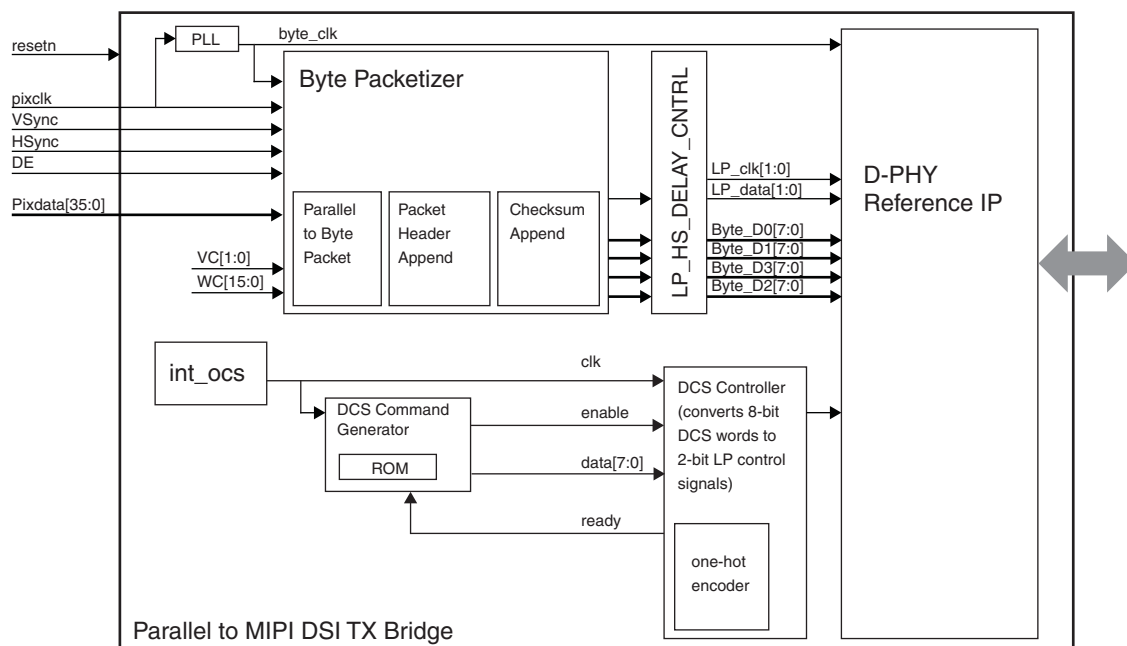 resetn
PLL
byte_clk
Byte Packetizer
pixclk
VSync
HSync
DE
Pixdata[35:0]
VC[1:0]
WC[15:0]
Parallel
to Byte
Packet
Packet
Header
Append
Checksum
Append
LP_HS_DELAY_CNTRL
LP_clk[1:0]
LP_data[1:0]
Byte_D0[7:0]
Byte_D1[7:0]
Byte_D3[7:0]
Byte_D2[7:0]
D-PHY
Reference IP
int_ocs
clk
DCS Command
Generator
ROM
enable
data[7:0]
ready
DCS Controller
(converts 8-bit
DCS words to
2-bit LP control
signals)
one-hot
encoder
Parallel to MIPI DSI TX Bridge